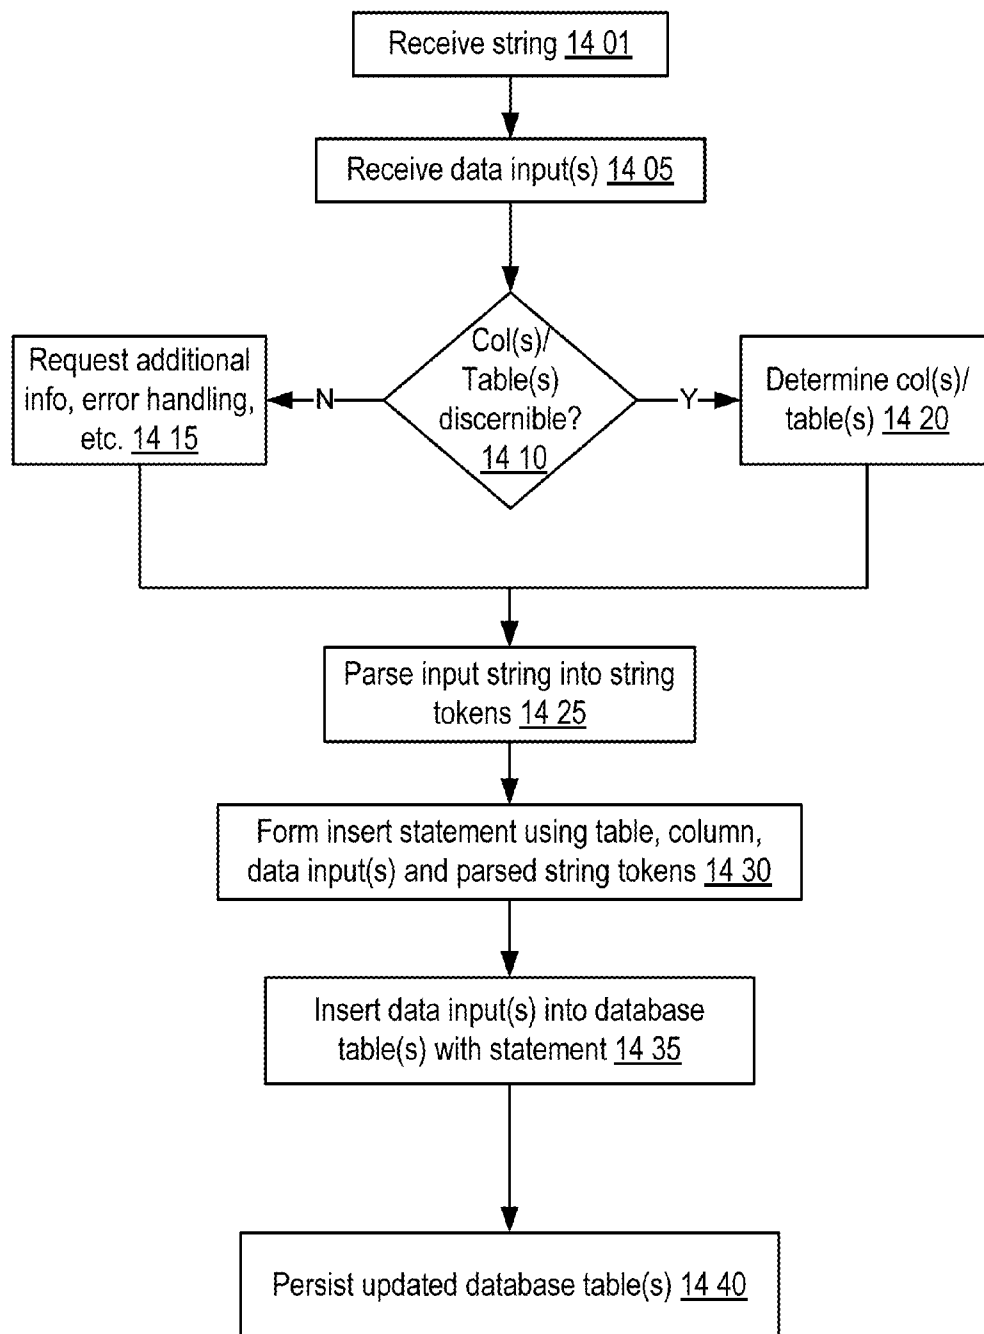 Receive string 14 01
Receive data input(s) 14 05
Col(s)/
Table(s)
discernible?
14 10
N
Y
Request additional
info, error handling,
etc. 14 15
Determine col(s)/
table(s) 14 20
Parse input string into string
tokens 14 25
Form insert statement using table, column,
data input(s) and parsed string tokens 14 30
Insert data input(s) into database
table(s) with statement 14 35
Persist updated database table(s) 14 40